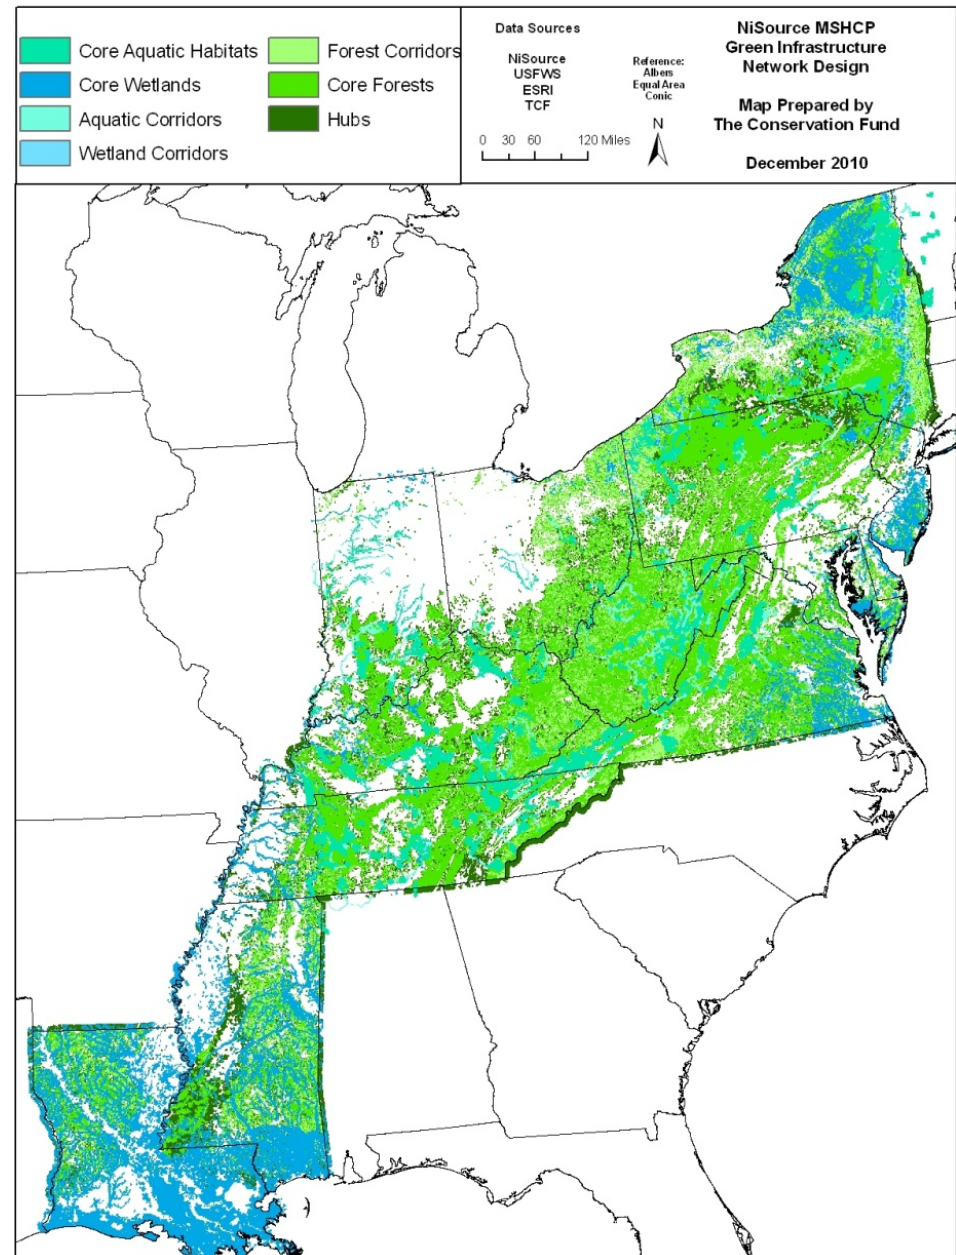 Core Aquatic Habitats
Core Wetlands
Aquatic Corridors
Wetland Corridors
Forest Corridors
Core Forests
Hubs
Data Sources
NiSource
USFWS
ESRI
TCF
0 30 60 120 Miles
Reference:
Albers
Equal Area
Conic
N
NiSource MSHCP
Green Infrastructure
Network Design
Map Prepared by
The Conservation Fund
December 2010